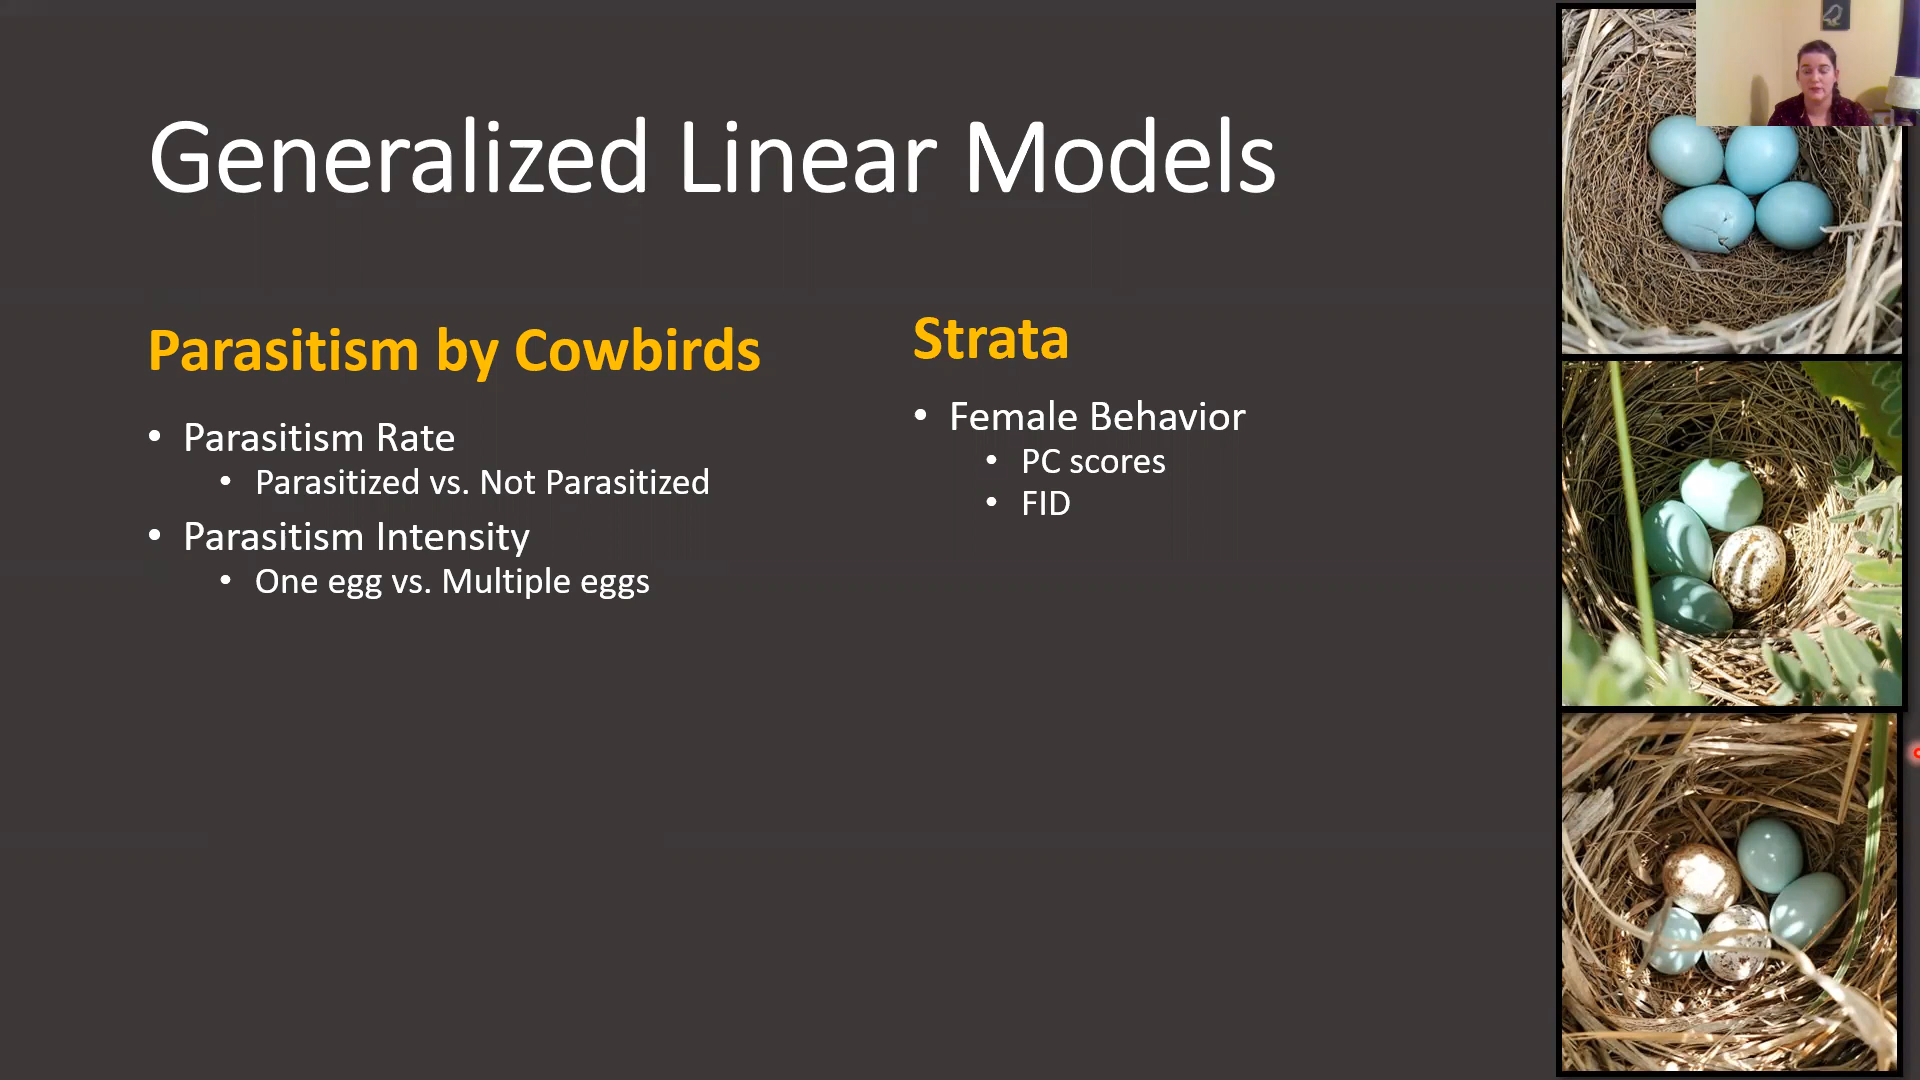 Generalized Linear Models
Parasitism by Cowbirds
• Parasitism Rate
• Parasitized vs. Not Parasitized
• Parasitism Intensity
• One egg vs. Multiple eggs
Strata
• Female Behavior
• PC scores
• FID